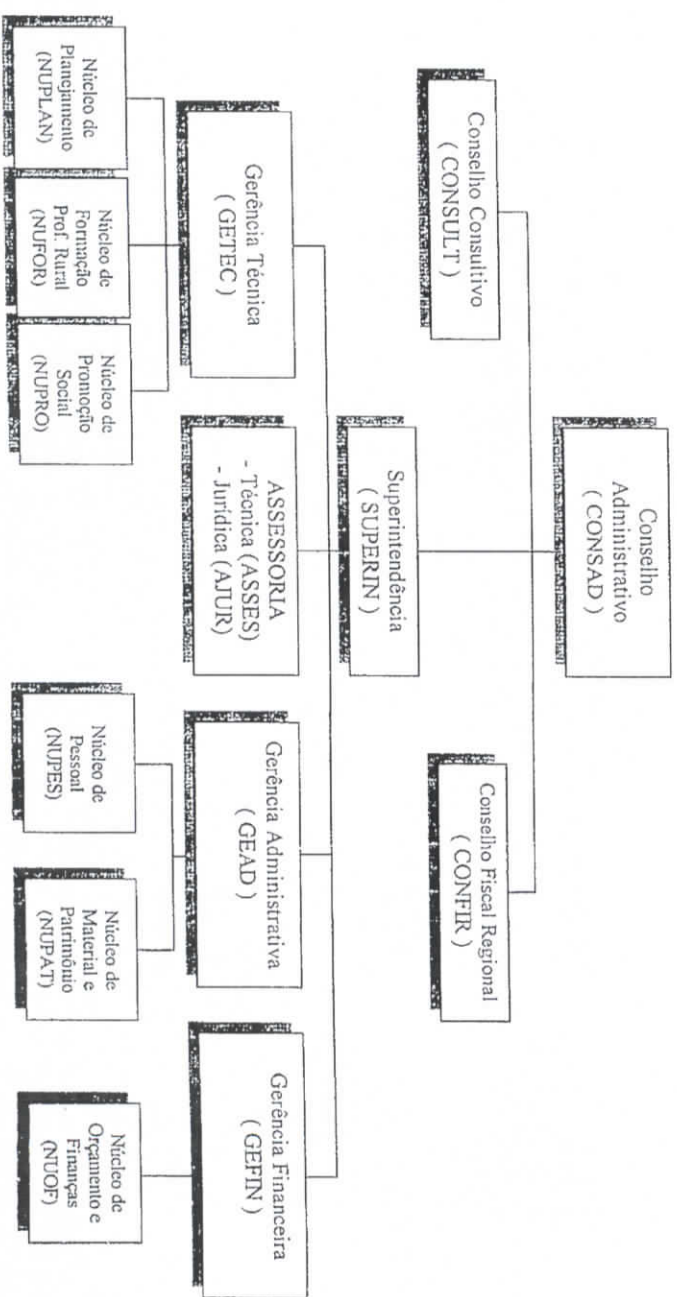 Conselho
Administrativo
( CONSAD )
Conselho Consultivo
( CONSULT )
Conselho Fiscal Regional
( CONFIR )
Superintendência
( SUPERIN )
Gerência Técnica
( GETEC )
ASSESSORIA
- Técnica (ASSES)
- Jurídica (AJUR)
Gerência Administrativa
( GEAD )
Gerência Financeira
( GEFIN )
Núcleo de
Planejamento
(NUPLAN)
Núcleo de
Formação
Prof. Rural
(NUFOR)
Núcleo de
Promoção
Social
(NUPRO)
Núcleo de
Pessoal
(NUPES)
Núcleo de
Material e
Patrimônio
(NUPAT)
Núcleo de
Orçamento e
Finanças
(NUOF)